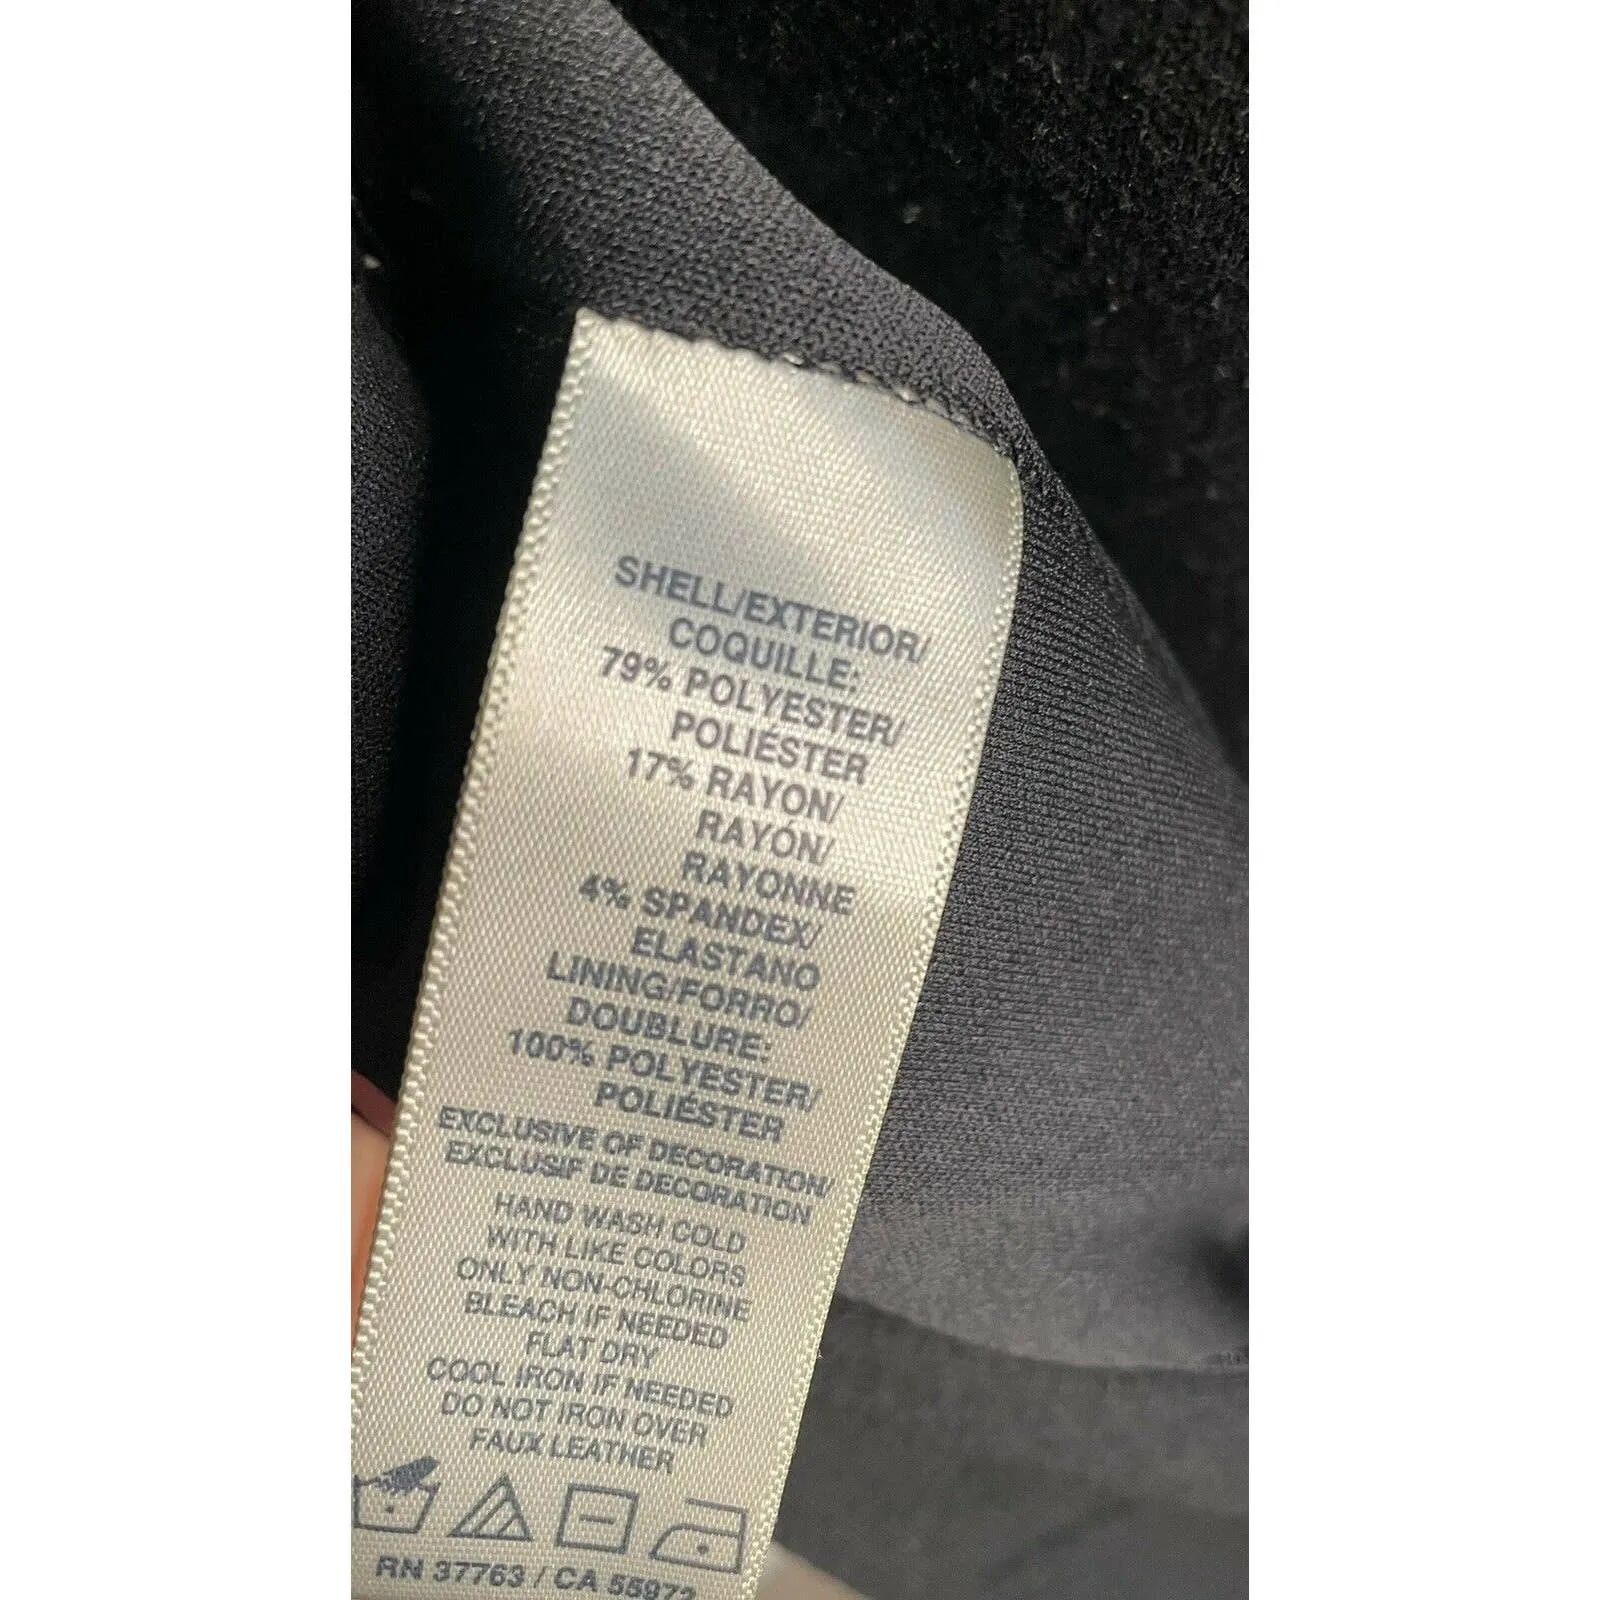 SHELL/EXTERIOR/
COQUILLE:
79% POLYESTER/
POLIÉSTER
17% RAYON/
RAYÓN/
RAYONNE
4% SPANDEX/
ELASTANO
LINING/FORRO/
DOUBLURE:
100% POLYESTER/
POLIÉSTER
EXCLUSIVE OF DECORATION/
EXCLUSIF DE DECORATION
HAND WASH COLD
WITH LIKE COLORS
ONLY NON-CHLORINE
BLEACH IF NEEDED
FLAT DRY
COOL IRON IF NEEDED
DO NOT IRON OVER
FAUX LEATHER
RN 37763 / CA